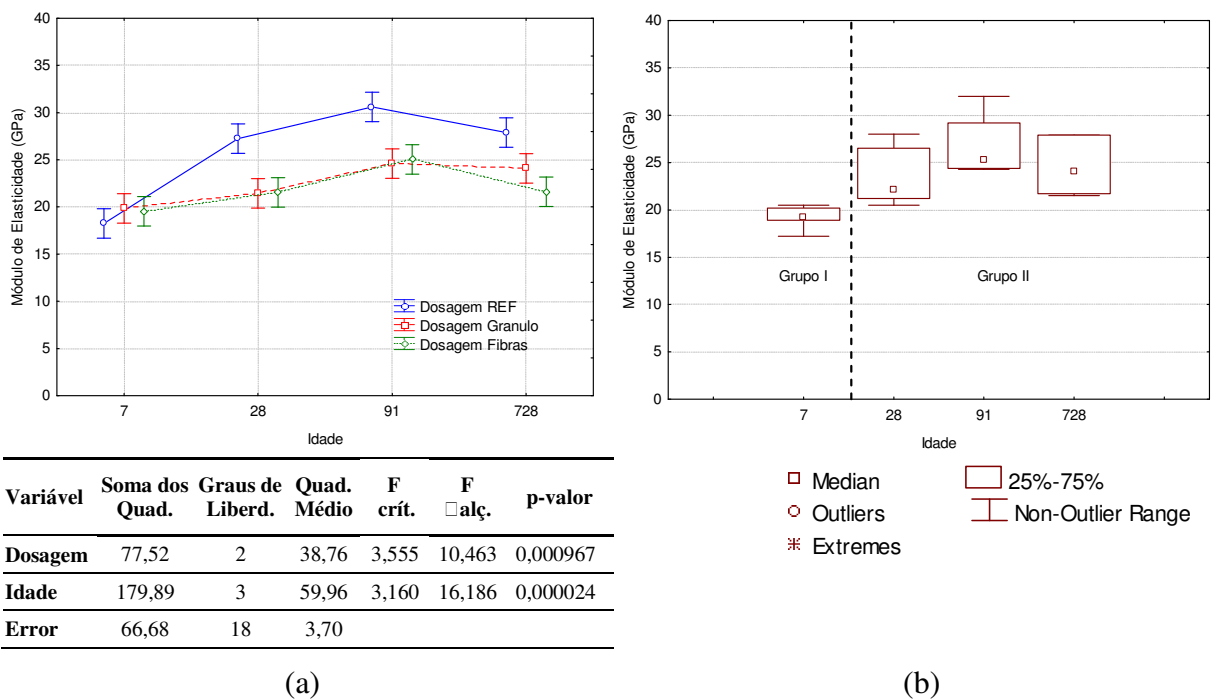 40
35
30
25
20
15
10
5
0
Módulo de Elasticidade (GPa)
7 28 91 728
Idade
Dosagem REF
Dosagem Granulo
Dosagem Fibras
40
35
30
25
20
15
10
5
0
Módulo de Elasticidade (GPa)
Grupo I Grupo II
7 28 91 728
Idade
Median
Outliers
Extremes
25%-75%
Non-Outlier Range
Variável Soma dos Quad. Graus de Liberd. Quad. Médio F crít. F □alç. p-valor
Dosagem 77,52 2 38,76 3,555 10,463 0,000967
Idade 179,89 3 59,96 3,160 16,186 0,000024
Error 66,68 18 3,70
(a) (b)